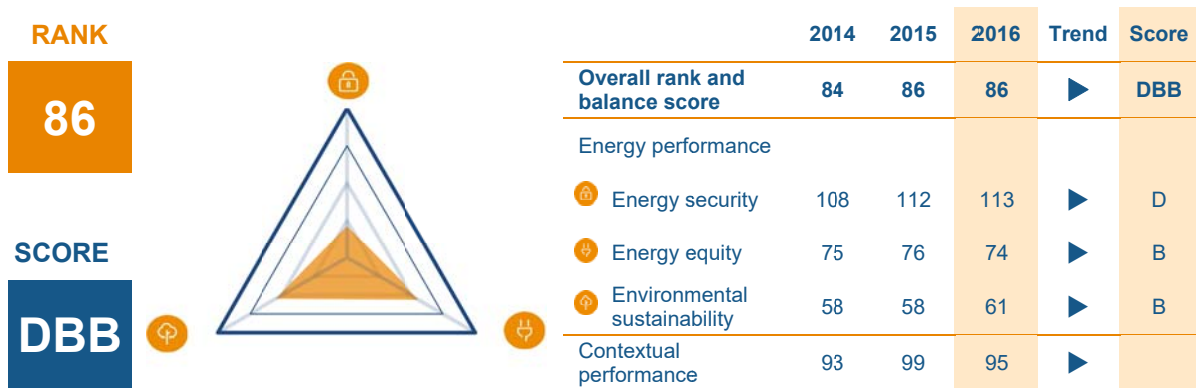 RANK
86
SCORE
DBB
2014 2015 2016 Trend Score
Overall rank and
balance score 84 86 86 DBB
Energy performance
Energy security 108 112 113 D
Energy equity 75 76 74 B
Environmental
sustainability 58 58 61 B
Contextual
performance 93 99 95